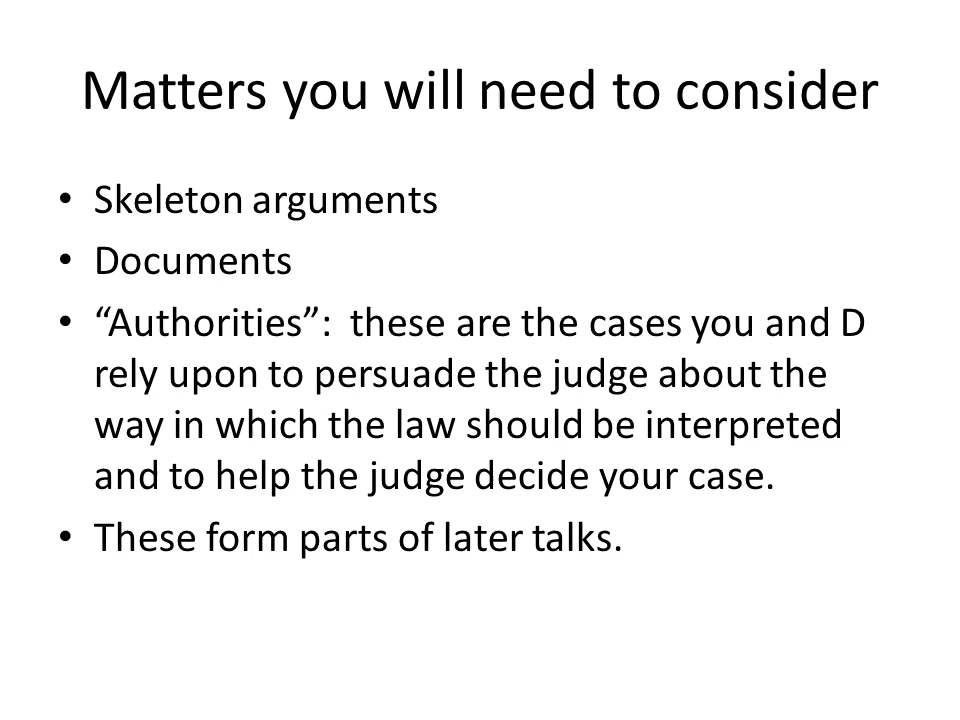 Matters you will need to consider
• Skeleton arguments
• Documents
• “Authorities”:  these are the cases you and D
rely upon to persuade the judge about the
way in which the law should be interpreted
and to help the judge decide your case.
• These form parts of later talks.